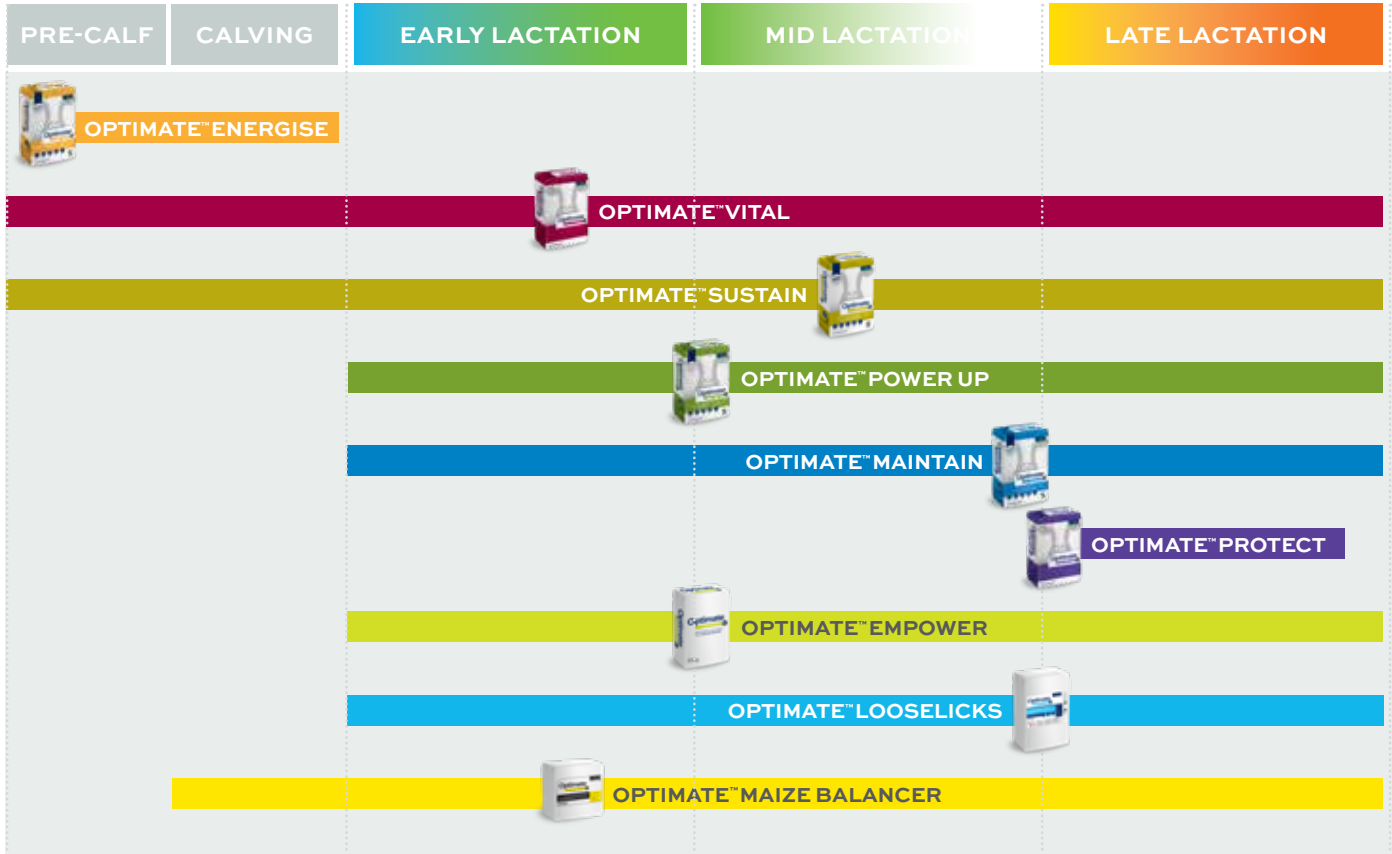 PRE-CALF
CALVING
EARLY LACTATION
MID LACTATION
LATE LACTATION
OPTIMATE™ ENERGISE
OPTIMATE™ VITAL
OPTIMATE™ SUSTAIN
OPTIMATE™ POWER UP
OPTIMATE™ MAINTAIN
OPTIMATE™ PROTECT
OPTIMATE™ EMPOWER
OPTIMATE™ LOOSELICKS
OPTIMATE™ MAIZE BALANCER